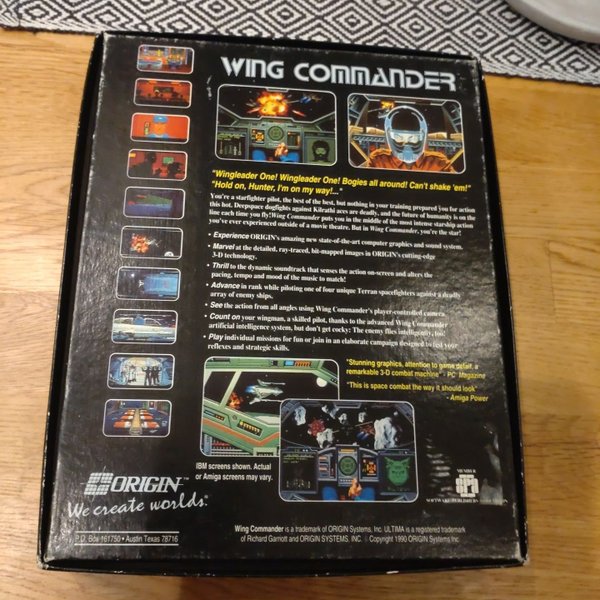 WING COMMANDER
"Wingleader One! Wingleader One! Bogies all around! Can't shake 'em!"
"Hold on, Hunter, I'm on my way!..."
You're a starfighter pilot, the best of the best, but nothing in your training prepared you for action
this hot. Deepspace dogfights against Kilrathi aces are deadly, and the future of humanity is on the
line each time you fly! Wing Commander puts you in the middle of the most intense starship action
you've ever experienced outside of a movie theatre. But in Wing Commander, you're the star!
• Experience ORIGIN's amazing new state-of-the-art computer graphics and sound system.
• Marvel at the detailed, ray-traced, bit-mapped images in ORIGIN's cutting-edge
3-D technology.
• Thrill to the dynamic soundtrack that senses the action on-screen and alters the
pacing, tempo and mood of the music to match!
• Advance in rank while piloting one of four unique Terran spacefighters against a deadly
array of enemy ships.
• See the action from all angles using Wing Commander's player-controlled camera.
• Count on your wingman, a skilled pilot, thanks to the advanced Wing Commander
artificial intelligence system, but don't get cocky: The enemy flies intelligently, too!
• Play individual missions for fun or join in an elaborate campaign designed to test your
reflexes and strategic skills.
"Stunning graphics, attention to game detail, a
remarkable 3-D combat machine" - PC Magazine
"This is space combat the way it should look"
- Amiga Power
IBM screens shown. Actual
or Amiga screens may vary.
ORIGIN™
We create worlds.®
P.O. Box 161750 • Austin Texas 78716
MEMBER
SPA
SOFTWARE PUBLISHERS ASSOCIATION
Wing Commander is a trademark of ORIGIN Systems, Inc. ULTIMA is a registered trademark
of Richard Garriott and ORIGIN SYSTEMS, INC. © Copyright 1990 ORIGIN Systems Inc